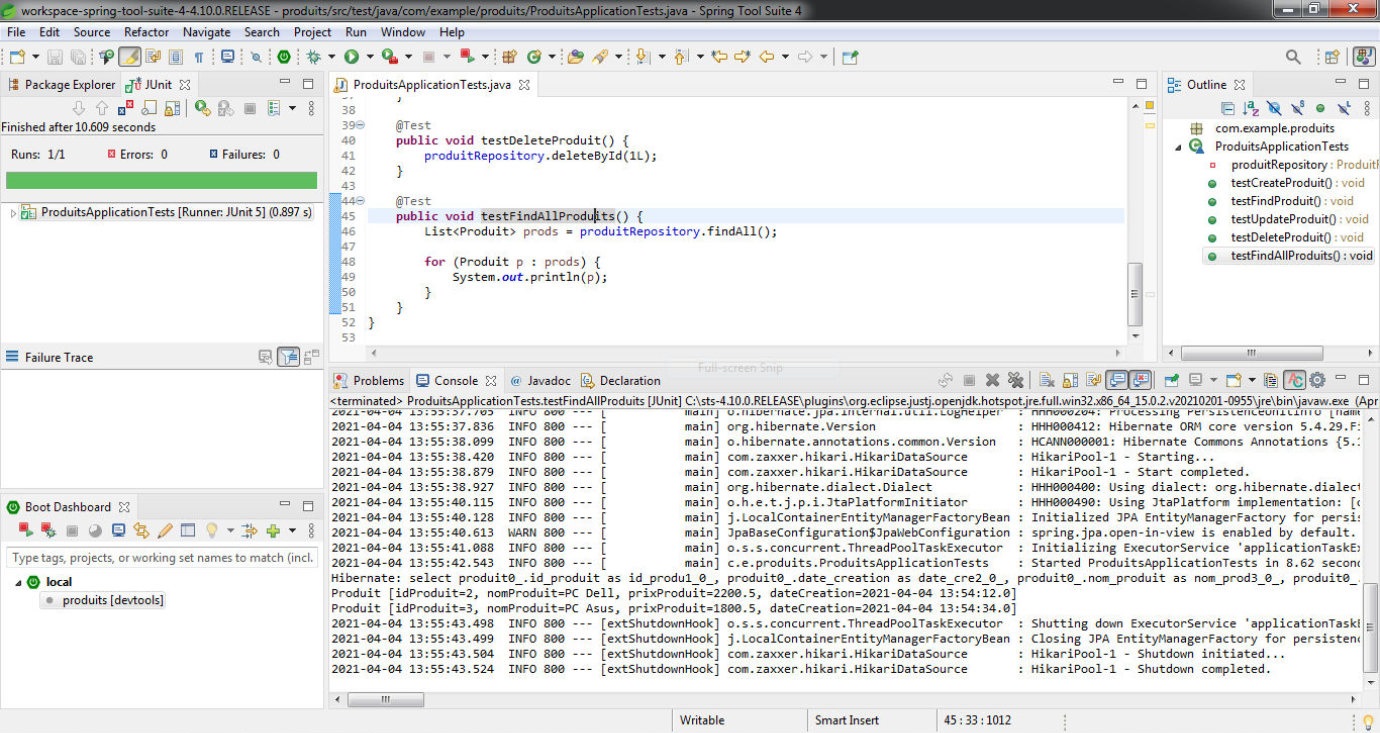 workspace-spring-tool-suite-4-4.10.0.RELEASE - produits/src/test/java/com/example/produits/ProduitsApplicationTests.java - Spring Tool Suite 4
File Edit Source Refactor Navigate Search Project Run Window Help
Package Explorer JUnit
Finished after 10.609 seconds
Runs: 1/1 Errors: 0 Failures: 0
ProduitsApplicationTests [Runner: JUnit 5] (0.897 s)
Failure Trace
Boot Dashboard
Type tags, projects, or working set names to match (incl.
local
produits [devtools]
ProduitsApplicationTests.java
37 }
38
39 @Test
40 public void testDeleteProduit() {
41 produitRepository.deleteById(1L);
42 }
43
44 @Test
45 public void testFindAllProduits() {
46 List<Produit> prods = produitRepository.findAll();
47
48 for (Produit p : prods) {
49 System.out.println(p);
50 }
51 }
52 }
53
Outline
com.example.produits
ProduitsApplicationTests
produitRepository : Produit
testCreateProduit() : void
testFindProduit() : void
testUpdateProduit() : void
testDeleteProduit() : void
testFindAllProduits() : void
Full-screen Snip
Problems Console Javadoc Declaration
<terminated> ProduitsApplicationTests.testFindAllProduits [JUnit] C:\sts-4.10.0.RELEASE\plugins\org.eclipse.justj.openjdk.hotspot.jre.full.win32.x86_64_15.0.2.v20210201-0955\jre\bin\javaw.exe (Apr
2021-04-04 13:55:37.705 INFO 800 --- [ main] o.hibernate.jpa.internal.util.LogHelper : HHH000204: Processing PersistenceUnitInfo [name
2021-04-04 13:55:37.836 INFO 800 --- [ main] org.hibernate.Version : HHH000412: Hibernate ORM core version 5.4.29.F
2021-04-04 13:55:38.099 INFO 800 --- [ main] o.hibernate.annotations.common.Version : HCANN000001: Hibernate Commons Annotations {5.
2021-04-04 13:55:38.420 INFO 800 --- [ main] com.zaxxer.hikari.HikariDataSource : HikariPool-1 - Starting...
2021-04-04 13:55:38.879 INFO 800 --- [ main] com.zaxxer.hikari.HikariDataSource : HikariPool-1 - Start completed.
2021-04-04 13:55:38.927 INFO 800 --- [ main] org.hibernate.dialect.Dialect : HHH000400: Using dialect: org.hibernate.dialect
2021-04-04 13:55:40.115 INFO 800 --- [ main] o.h.e.t.j.p.i.JtaPlatformInitiator : HHH000490: Using JtaPlatform implementation: [
2021-04-04 13:55:40.128 INFO 800 --- [ main] j.LocalContainerEntityManagerFactoryBean : Initialized JPA EntityManagerFactory for persis
2021-04-04 13:55:40.613 WARN 800 --- [ main] JpaBaseConfiguration$JpaWebConfiguration : spring.jpa.open-in-view is enabled by default.
2021-04-04 13:55:41.088 INFO 800 --- [ main] o.s.s.concurrent.ThreadPoolTaskExecutor : Initializing ExecutorService 'applicationTaskE
2021-04-04 13:55:42.543 INFO 800 --- [ main] c.e.produits.ProduitsApplicationTests : Started ProduitsApplicationTests in 8.62 second
Hibernate: select produit0_.id_produit as id_produ1_0_, produit0_.date_creation as date_cre2_0_, produit0_.nom_produit as nom_prod3_0_, produit0_.
Produit [idProduit=2, nomProduit=PC Dell, prixProduit=2200.5, dateCreation=2021-04-04 13:54:12.0]
Produit [idProduit=3, nomProduit=PC Asus, prixProduit=1800.5, dateCreation=2021-04-04 13:54:34.0]
2021-04-04 13:55:43.498 INFO 800 --- [extShutdownHook] o.s.s.concurrent.ThreadPoolTaskExecutor : Shutting down ExecutorService 'applicationTaskE
2021-04-04 13:55:43.499 INFO 800 --- [extShutdownHook] j.LocalContainerEntityManagerFactoryBean : Closing JPA EntityManagerFactory for persistenc
2021-04-04 13:55:43.504 INFO 800 --- [extShutdownHook] com.zaxxer.hikari.HikariDataSource : HikariPool-1 - Shutdown initiated...
2021-04-04 13:55:43.524 INFO 800 --- [extShutdownHook] com.zaxxer.hikari.HikariDataSource : HikariPool-1 - Shutdown completed.
Writable Smart Insert 45 : 33 : 1012